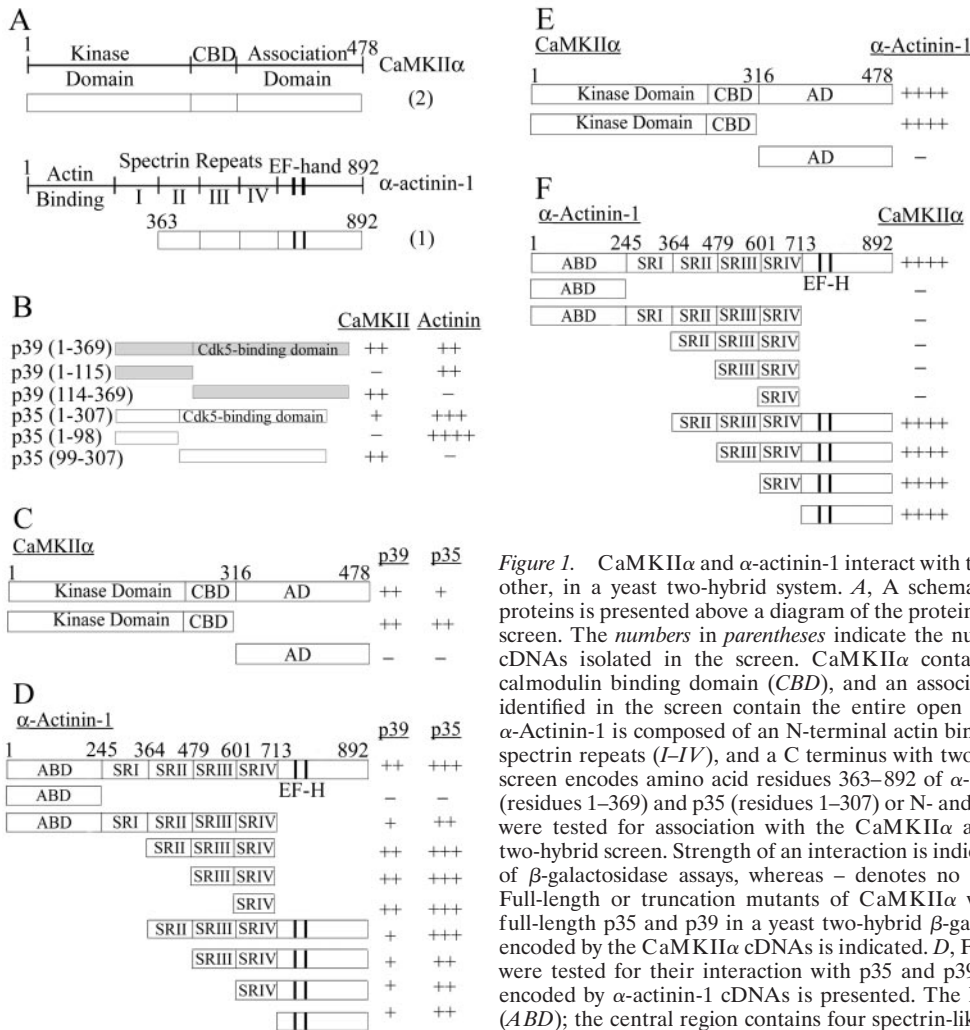 A
1
Kinase CBD Association 478
Domain Domain
CaMKIIα
(2)
1 Spectrin Repeats EF-hand 892
Actin
Binding I II III IV
α-actinin-1
363 892
(1)
B
CaMKII Actinin
p39 (1-369) Cdk5-binding domain ++ ++
p39 (1-115) – ++
p39 (114-369) ++ –
p35 (1-307) Cdk5-binding domain + +++
p35 (1-98) – ++++
p35 (99-307) ++ –
C
CaMKIIα p39 p35
1 316 478
Kinase Domain CBD AD ++ +
Kinase Domain CBD ++ ++
AD – –
D
α-Actinin-1 p39 p35
1 245 364 479 601 713 892
ABD SRI SRII SRIII SRIV ++ +++
EF-H
ABD – –
ABD SRI SRII SRIII SRIV + ++
SRII SRIII SRIV ++ +++
SRIII SRIV ++ +++
SRIV ++ +++
SRII SRIII SRIV + +++
SRIII SRIV + ++
SRIV + ++
+ ++
E
CaMKIIα α-Actinin-1
1 316 478
Kinase Domain CBD AD ++++
Kinase Domain CBD ++++
AD –
F
α-Actinin-1 CaMKIIα
1 245 364 479 601 713 892
ABD SRI SRII SRIII SRIV ++++
EF-H
ABD –
ABD SRI SRII SRIII SRIV –
SRII SRIII SRIV –
SRIII SRIV –
SRIV –
SRII SRIII SRIV ++++
SRIII SRIV ++++
SRIV ++++
++++
Figure 1. CaMKIIα and α-actinin-1 interact with t
other, in a yeast two-hybrid system. A, A schema
proteins is presented above a diagram of the protein
screen. The numbers in parentheses indicate the nu
cDNAs isolated in the screen. CaMKIIα conta
calmodulin binding domain (CBD), and an associ
identified in the screen contain the entire open
α-Actinin-1 is composed of an N-terminal actin bin
spectrin repeats (I–IV), and a C terminus with two
screen encodes amino acid residues 363–892 of α-
(residues 1–369) and p35 (residues 1–307) or N- and
were tested for association with the CaMKIIα a
two-hybrid screen. Strength of an interaction is indic
of β-galactosidase assays, whereas – denotes no
Full-length or truncation mutants of CaMKIIα v
full-length p35 and p39 in a yeast two-hybrid β-ga
encoded by the CaMKIIα cDNAs is indicated. D, F
were tested for their interaction with p35 and p39
encoded by α-actinin-1 cDNAs is presented. The
(ABD); the central region contains four spectrin-lik